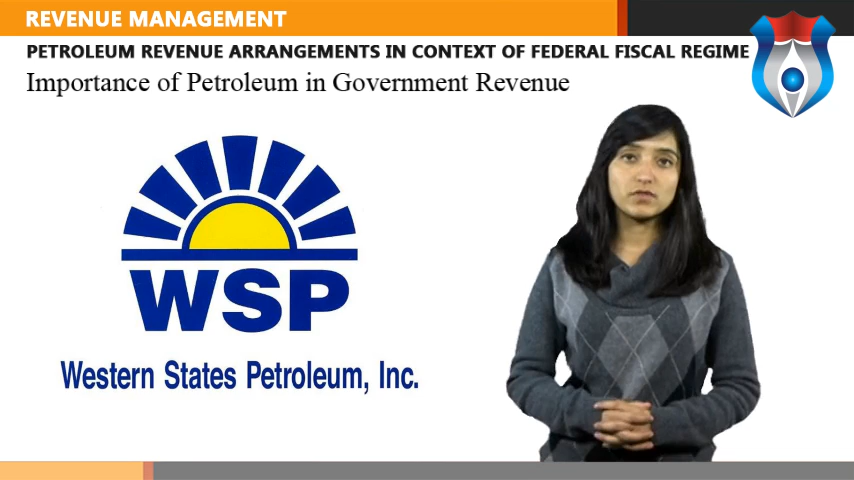 REVENUE MANAGEMENT
PETROLEUM REVENUE ARRANGEMENTS IN CONTEXT OF FEDERAL FISCAL REGIME
Importance of Petroleum in Government Revenue
WSP
Western States Petroleum, Inc.